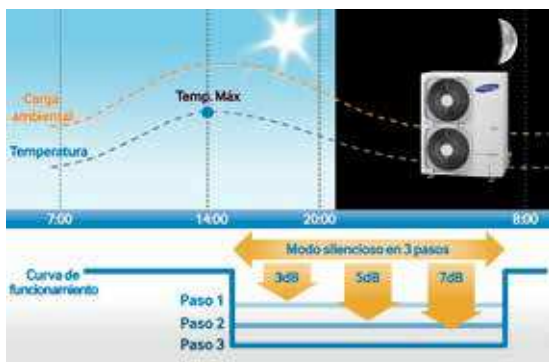 Carga
ambiental
Temp. Máx
Temperatura
7:00
14:00
20:00
8:00
Modo silencioso en 3 pasos
Curva de
funcionamiento
3dB
5dB
7dB
Paso 1
Paso 2
Paso 3
SAMSUNG